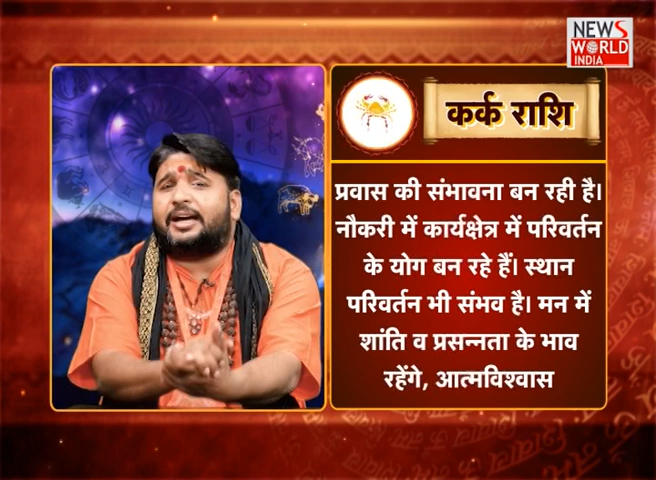 NEWS
WORLD
INDIA
कर्क राशि
प्रवास की संभावना बन रही है।
नौकरी में कार्यक्षेत्र में परिवर्तन
के योग बन रहे हैं। स्थान
परिवर्तन भी संभव है। मन में
शांति व प्रसन्नता के भाव
रहेंगे, आत्मविश्वास